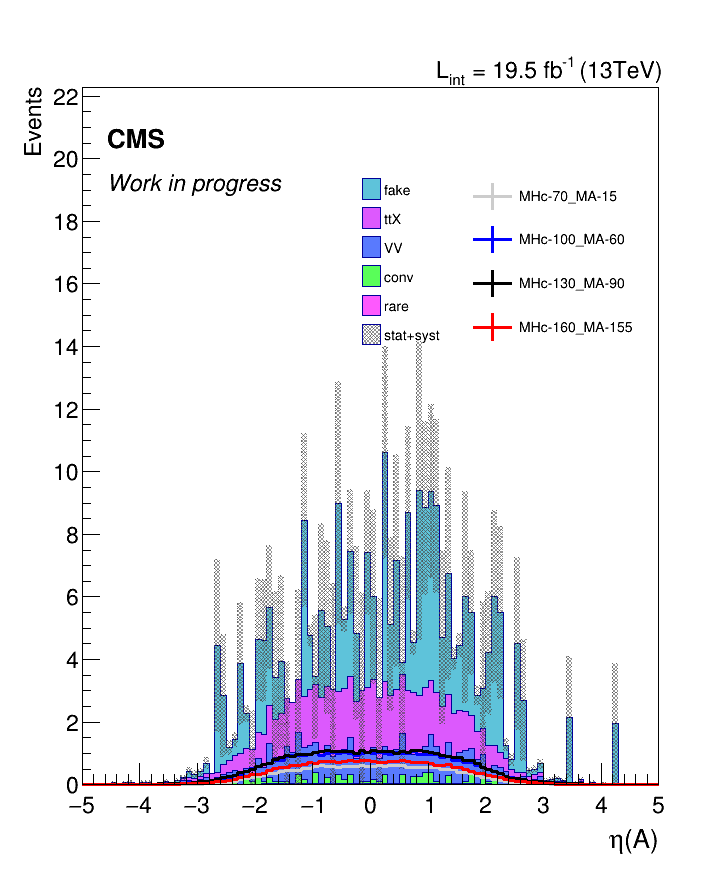 L_int = 19.5 fb^-1 (13TeV)
Events
22
20
18
16
14
12
10
8
6
4
2
0
CMS
Work in progress
fake
ttX
VV
conv
rare
stat+syst
MHc-70_MA-15
MHc-100_MA-60
MHc-130_MA-90
MHc-160_MA-155
−5 −4 −3 −2 −1 0 1 2 3 4 5
η(A)